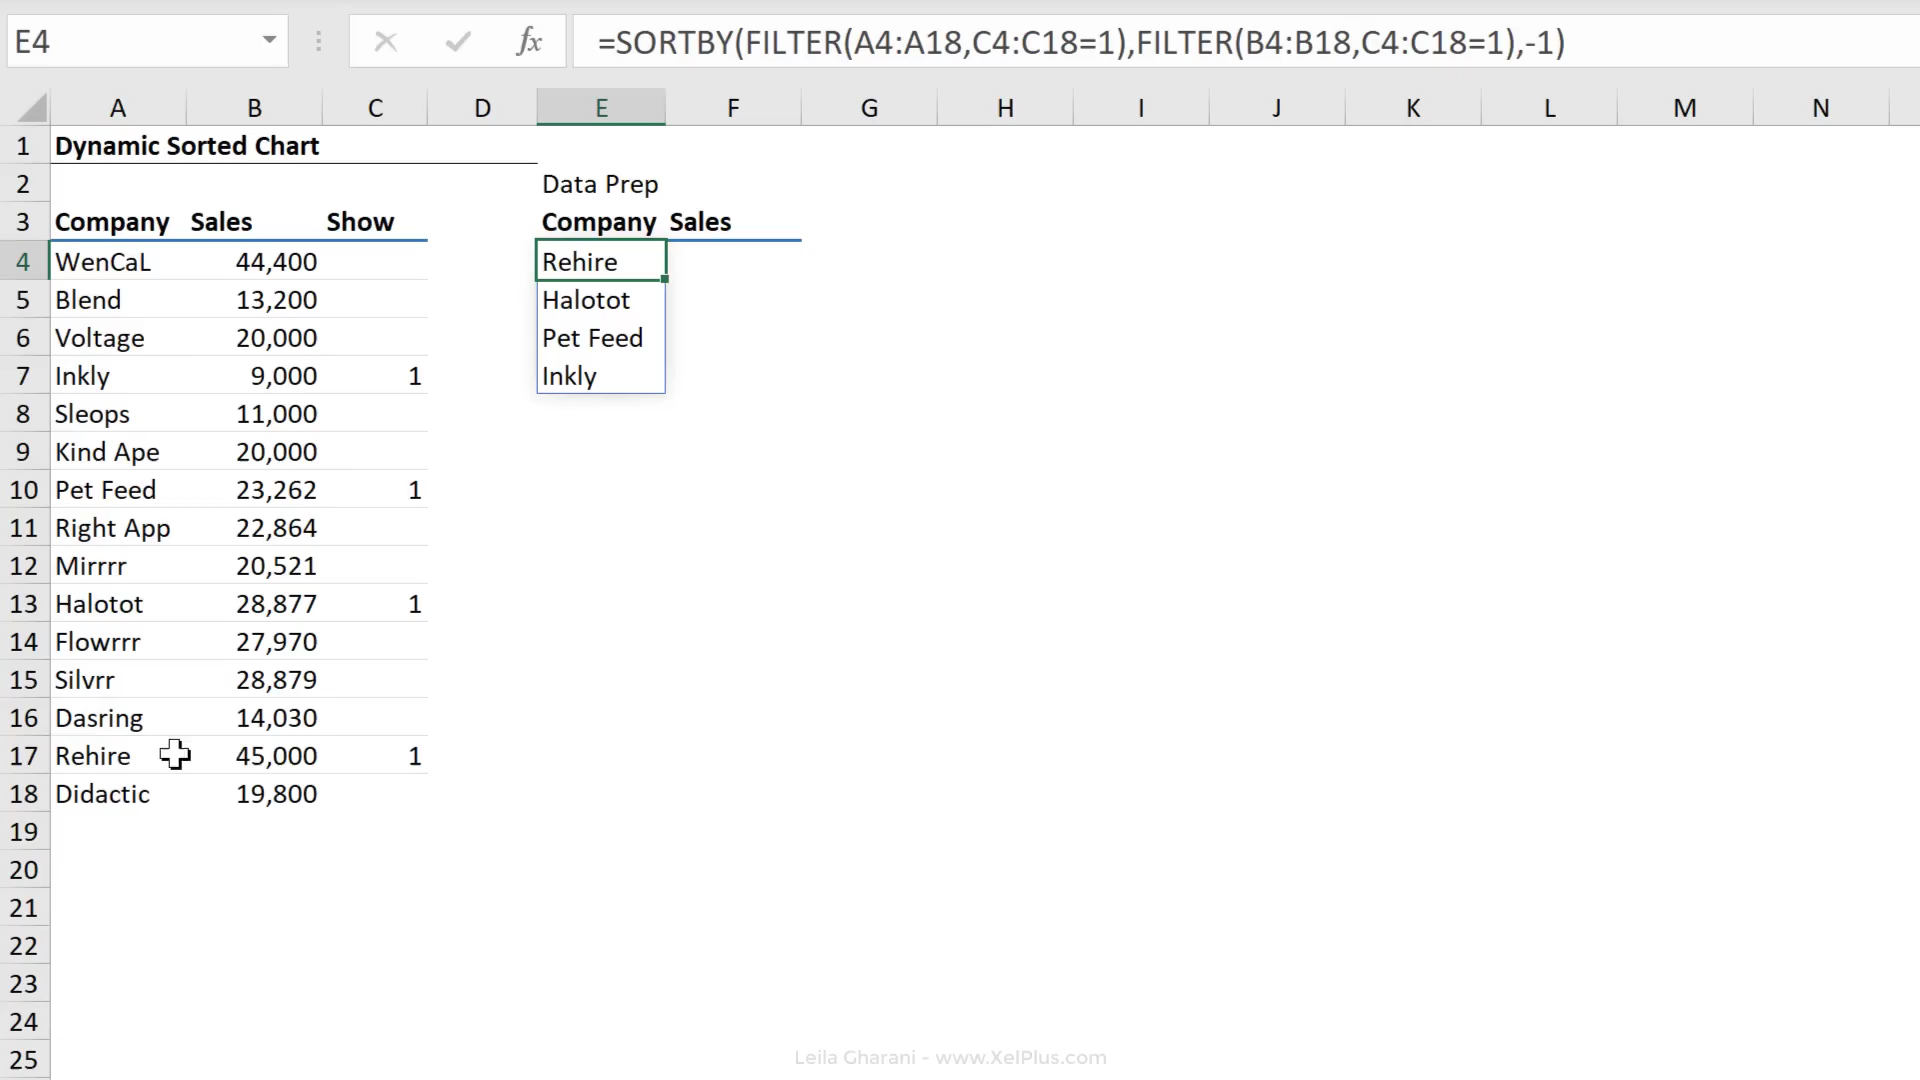 E4 fx =SORTBY(FILTER(A4:A18,C4:C18=1),FILTER(B4:B18,C4:C18=1),-1)
A B C D E F G H I J K L M N
1 Dynamic Sorted Chart
2 Data Prep
3 Company Sales Show Company Sales
4 WenCaL 44,400 Rehire
5 Blend 13,200 Halotot
6 Voltage 20,000 Pet Feed
7 Inkly 9,000 1 Inkly
8 Sleops 11,000
9 Kind Ape 20,000
10 Pet Feed 23,262 1
11 Right App 22,864
12 Mirrrr 20,521
13 Halotot 28,877 1
14 Flowrrr 27,970
15 Silvrr 28,879
16 Dasring 14,030
17 Rehire 45,000 1
18 Didactic 19,800
19
20
21
22
23
24
25
Leila Gharani - www.XelPlus.com